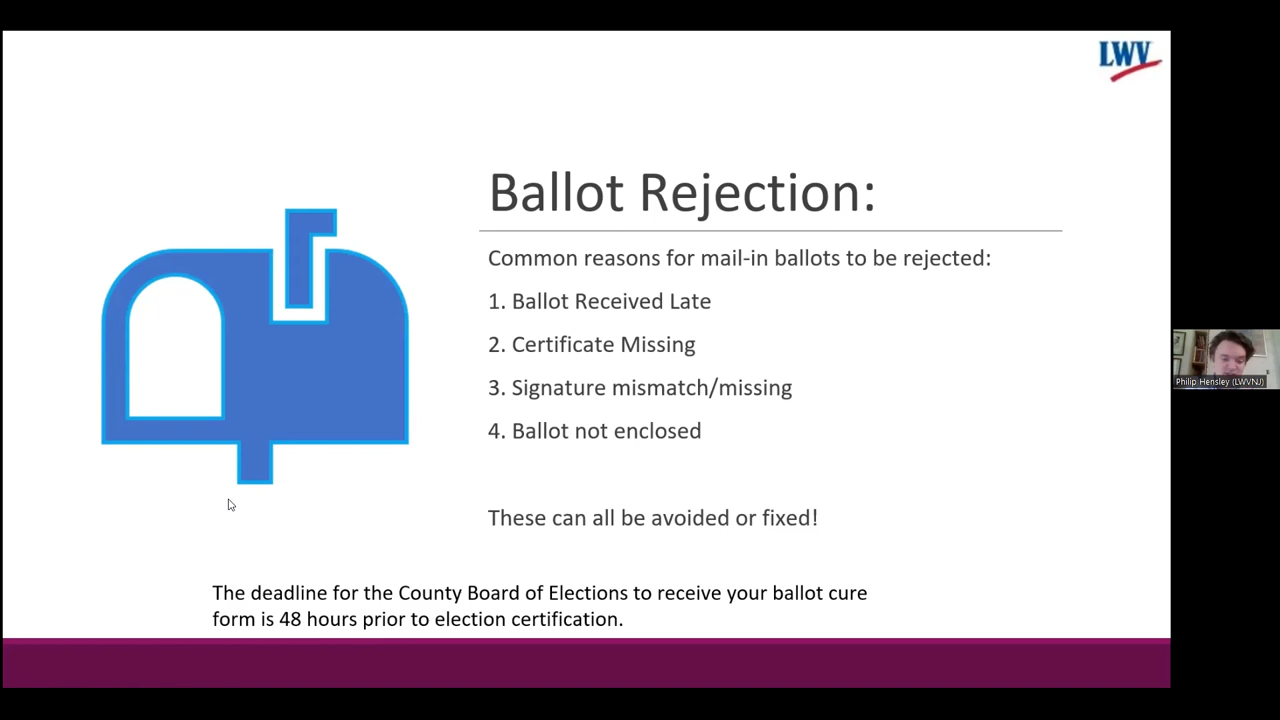 LWV
Ballot Rejection:
Common reasons for mail-in ballots to be rejected:
1. Ballot Received Late
2. Certificate Missing
3. Signature mismatch/missing
4. Ballot not enclosed
These can all be avoided or fixed!
The deadline for the County Board of Elections to receive your ballot cure
form is 48 hours prior to election certification.
Philip Hensley (LWVNJ)